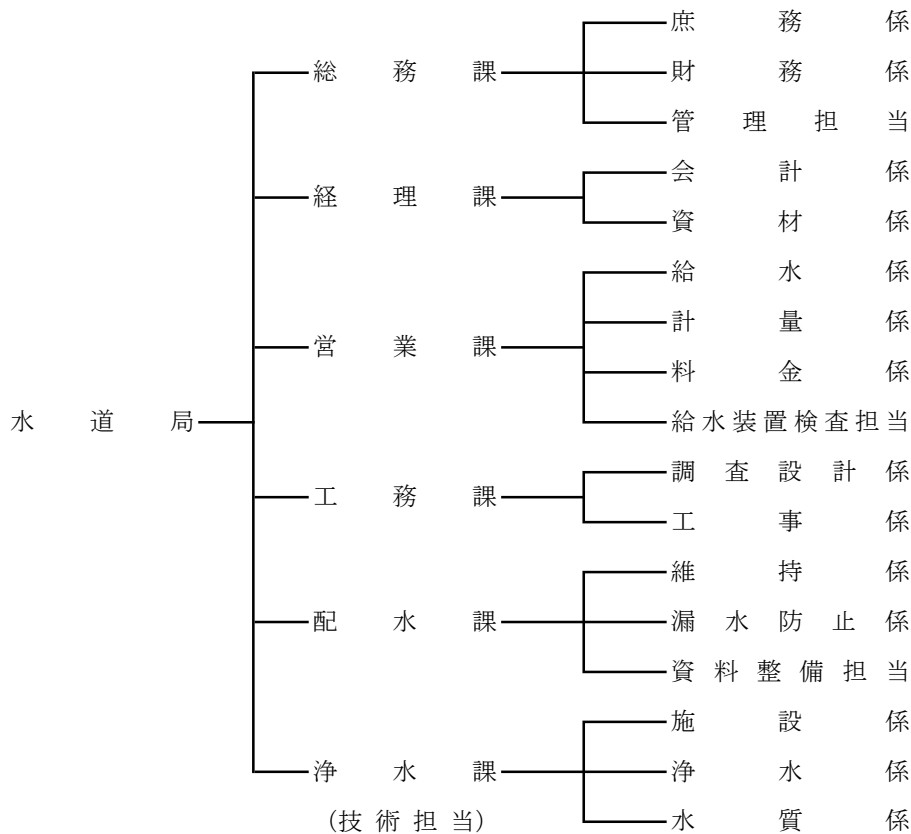 庶務係
総務課 財務係
管理担当
会計係
経理課
資材係
給水係
計量係
営業課
料金係
水道局 給水装置検査担当
調査設計係
工務課
工事係
維持係
配水課 漏水防止係
資料整備担当
施設係
浄水課 浄水係
(技術担当) 水質係